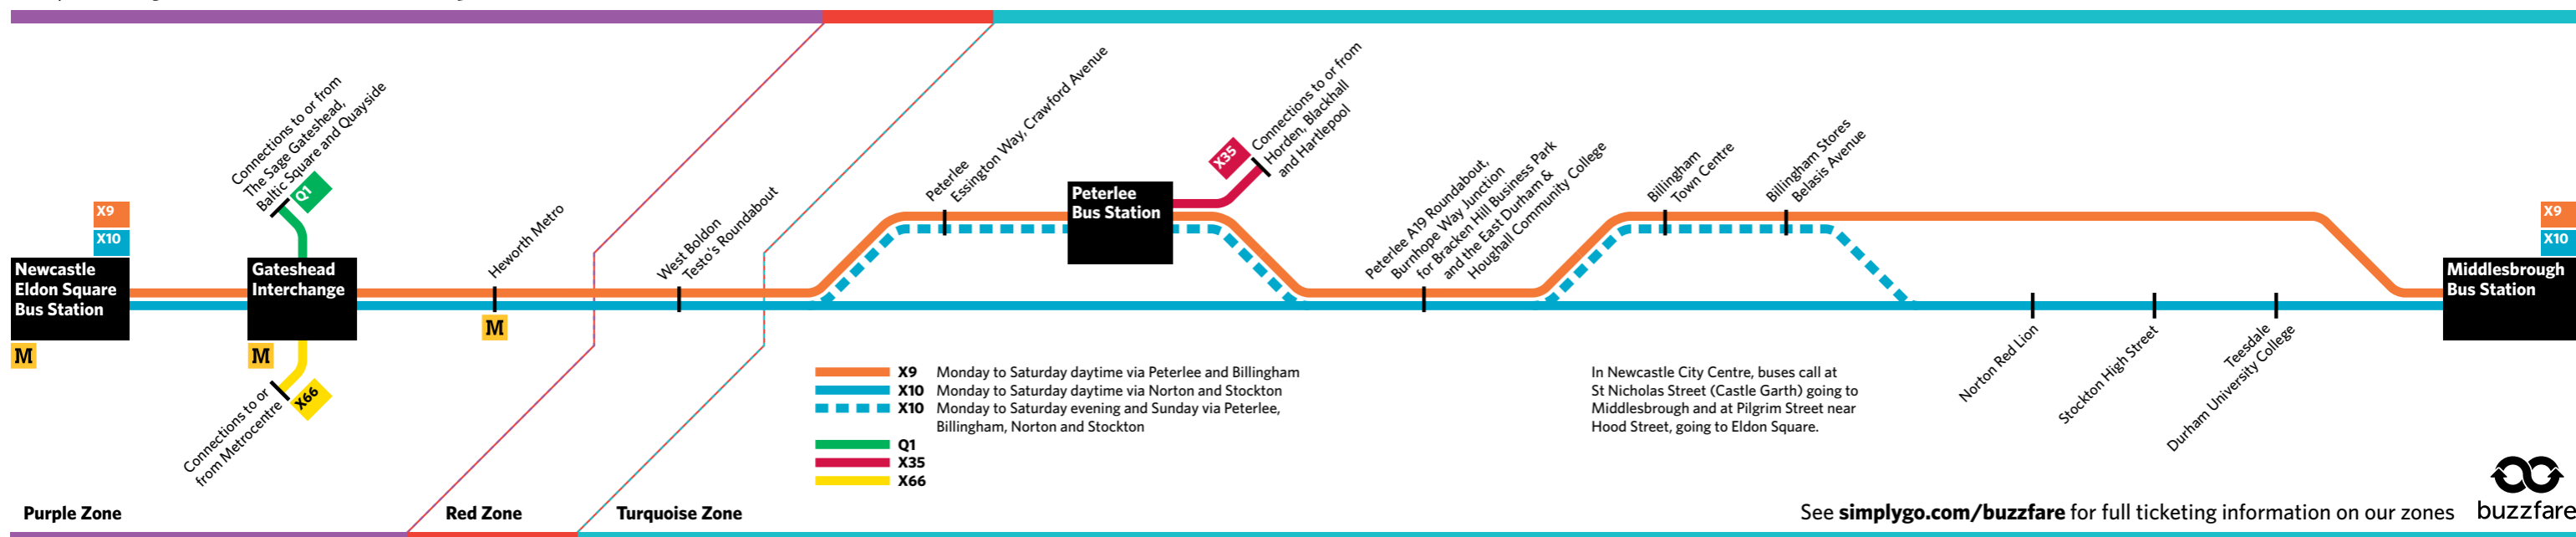 Connections to or from
The Sage Gateshead,
Baltic Square and Quayside
Q1
X9
X10
Newcastle
Eldon Square
Bus Station
M
Gateshead
Interchange
M
X66
Connections to or
from Metrocentre
Heworth Metro
M
West Boldon
Testo's Roundabout
Peterlee
Essington Way, Crawford Avenue
Peterlee
Bus Station
X35
Connections to or from
Horden, Blackhall
and Hartlepool
Peterlee A19 Roundabout,
Burnhope Way Junction
for Bracken Hill Business Park
and the East Durham &
Houghall Community College
Billingham
Town Centre
Billingham Stores
Belasis Avenue
Norton Red Lion
Stockton High Street
Teesdale
Durham University College
X9
X10
Middlesbrough
Bus Station
X9 Monday to Saturday daytime via Peterlee and Billingham
X10 Monday to Saturday daytime via Norton and Stockton
X10 Monday to Saturday evening and Sunday via Peterlee,
Billingham, Norton and Stockton
Q1
X35
X66
In Newcastle City Centre, buses call at
St Nicholas Street (Castle Garth) going to
Middlesbrough and at Pilgrim Street near
Hood Street, going to Eldon Square.
Purple Zone
Red Zone
Turquoise Zone
See simplygo.com/buzzfare for full ticketing information on our zones
buzzfare